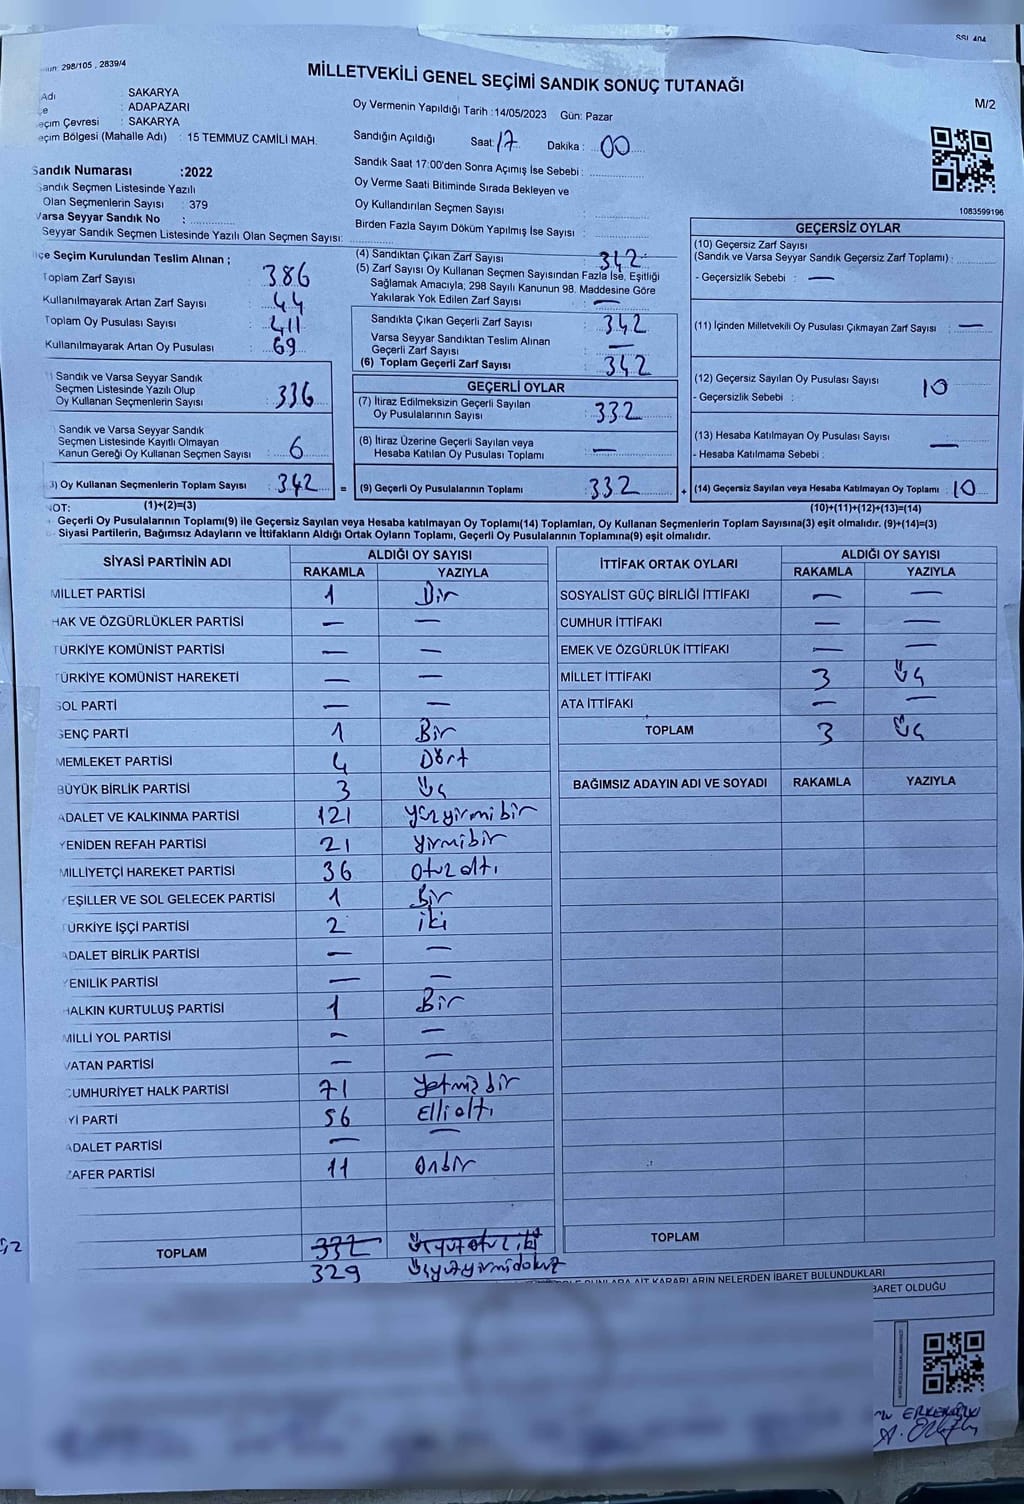 SSL 404
298/105 , 2839/4
MİLLETVEKİLİ GENEL SEÇİMİ SANDIK SONUÇ TUTANAĞI
M/2
Adı : SAKARYA
: ADAPAZARI
Seçim Çevresi : SAKARYA
Seçim Bölgesi (Mahalle Adı) : 15 TEMMUZ CAMİLİ MAH.
Oy Vermenin Yapıldığı Tarih :14/05/2023 Gün: Pazar
Sandığın Açıldığı Saat: 17 Dakika : 00
Sandık Saat 17:00'den Sonra Açımış İse Sebebi :
Oy Verme Saati Bitiminde Sırada Bekleyen ve
Oy Kullandırılan Seçmen Sayısı :
Birden Fazla Sayım Döküm Yapılmış İse Sayısı :
1083599196
Sandık Numarası :2022
Sandık Seçmen Listesinde Yazılı
Olan Seçmenlerin Sayısı : 379
Varsa Seyyar Sandık No :
Seyyar Sandık Seçmen Listesinde Yazılı Olan Seçmen Sayısı:
İlçe Seçim Kurulundan Teslim Alınan ;
Toplam Zarf Sayısı : 386
Kullanılmayarak Artan Zarf Sayısı : 44
Toplam Oy Pusulası Sayısı : 411
Kullanılmayarak Artan Oy Pusulası : 69
Sandık ve Varsa Seyyar Sandık
Seçmen Listesinde Yazılı Olup
Oy Kullanan Seçmenlerin Sayısı : 336
Sandık ve Varsa Seyyar Sandık
Seçmen Listesinde Kayıtlı Olmayan
Kanun Gereği Oy Kullanan Seçmen Sayısı : 6
3) Oy Kullanan Seçmenlerin Toplam Sayısı : 342 =
(1)+(2)=(3)
(4) Sandıktan Çıkan Zarf Sayısı : 342
(5) Zarf Sayısı Oy Kullanan Seçmen Sayısından Fazla İse, Eşitliği
Sağlamak Amacıyla, 298 Sayılı Kanunun 98. Maddesine Göre
Yakılarak Yok Edilen Zarf Sayısı : —
Sandıkta Çıkan Geçerli Zarf Sayısı : 342
Varsa Seyyar Sandıktan Teslim Alınan
Geçerli Zarf Sayısı : —
(6) Toplam Geçerli Zarf Sayısı : 342
GEÇERLİ OYLAR
(7) İtiraz Edilmeksizin Geçerli Sayılan
Oy Pusulalarının Sayısı : 332
(8) İtiraz Üzerine Geçerli Sayılan veya
Hesaba Katılan Oy Pusulası Toplamı : —
(9) Geçerli Oy Pusulalarının Toplamı : 332 +
GEÇERSİZ OYLAR
(10) Geçersiz Zarf Sayısı
(Sandık ve Varsa Seyyar Sandık Geçersiz Zarf Toplamı) :
- Geçersizlik Sebebi : —
(11) İçinden Milletvekili Oy Pusulası Çıkmayan Zarf Sayısı : —
(12) Geçersiz Sayılan Oy Pusulası Sayısı : 10
- Geçersizlik Sebebi :
(13) Hesaba Katılmayan Oy Pusulası Sayısı : —
- Hesaba Katılmama Sebebi :
(14) Geçersiz Sayılan veya Hesaba Katılmayan Oy Toplamı : 10
(10)+(11)+(12)+(13)=(14)
NOT:
- Geçerli Oy Pusulalarının Toplamı(9) ile Geçersiz Sayılan veya Hesaba katılmayan Oy Toplamı(14) Toplamları, Oy Kullanan Seçmenlerin Toplam Sayısına(3) eşit olmalıdır. (9)+(14)=(3)
- Siyasi Partilerin, Bağımsız Adayların ve İttifakların Aldığı Ortak Oyların Toplamı, Geçerli Oy Pusulalarının Toplamına(9) eşit olmalıdır.
SİYASİ PARTİNİN ADI ALDIĞI OY SAYISI
RAKAMLA YAZIYLA
MİLLET PARTİSİ 1 Bir
HAK VE ÖZGÜRLÜKLER PARTİSİ — —
TÜRKİYE KOMÜNİST PARTİSİ — —
TÜRKİYE KOMÜNİST HAREKETİ — —
SOL PARTİ — —
GENÇ PARTİ 1 Bir
MEMLEKET PARTİSİ 4 Dört
BÜYÜK BİRLİK PARTİSİ 3 Üç
ADALET VE KALKINMA PARTİSİ 121 yüzyirmibir
YENİDEN REFAH PARTİSİ 21 yirmibir
MİLLİYETÇİ HAREKET PARTİSİ 36 otuzaltı
YEŞİLLER VE SOL GELECEK PARTİSİ 1 Bir
TÜRKİYE İŞÇİ PARTİSİ 2 iki
ADALET BİRLİK PARTİSİ — —
YENİLİK PARTİSİ — —
HALKIN KURTULUŞ PARTİSİ 1 Bir
MİLLİ YOL PARTİSİ — —
VATAN PARTİSİ — —
CUMHURİYET HALK PARTİSİ 71 yetmişbir
İYİ PARTİ 56 Ellialtı
ADALET PARTİSİ — —
ZAFER PARTİSİ 11 onbir
TOPLAM 332 üçyüzotuziki
329 üçyüzyirmidokuz
İTTİFAK ORTAK OYLARI ALDIĞI OY SAYISI
RAKAMLA YAZIYLA
SOSYALİST GÜÇ BİRLİĞİ İTTİFAKI — —
CUMHUR İTTİFAKI — —
EMEK VE ÖZGÜRLÜK İTTİFAKI — —
MİLLET İTTİFAKI 3 Üç
ATA İTTİFAKI — —
TOPLAM 3 Üç
BAĞIMSIZ ADAYIN ADI VE SOYADI RAKAMLA YAZIYLA
TOPLAM
AİT KARARLARIN NELERDEN İBARET BULUNDUKLARI
İBARET OLDUĞU